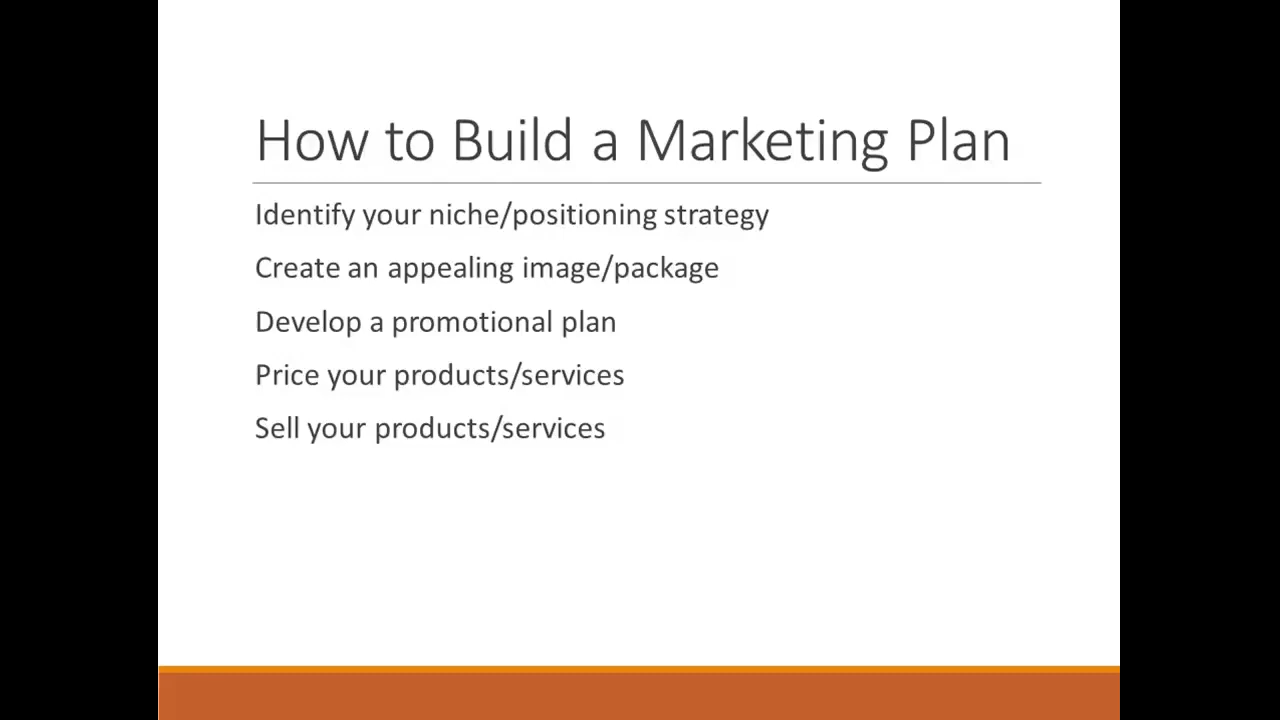 How to Build a Marketing Plan
Identify your niche/positioning strategy
Create an appealing image/package
Develop a promotional plan
Price your products/services
Sell your products/services